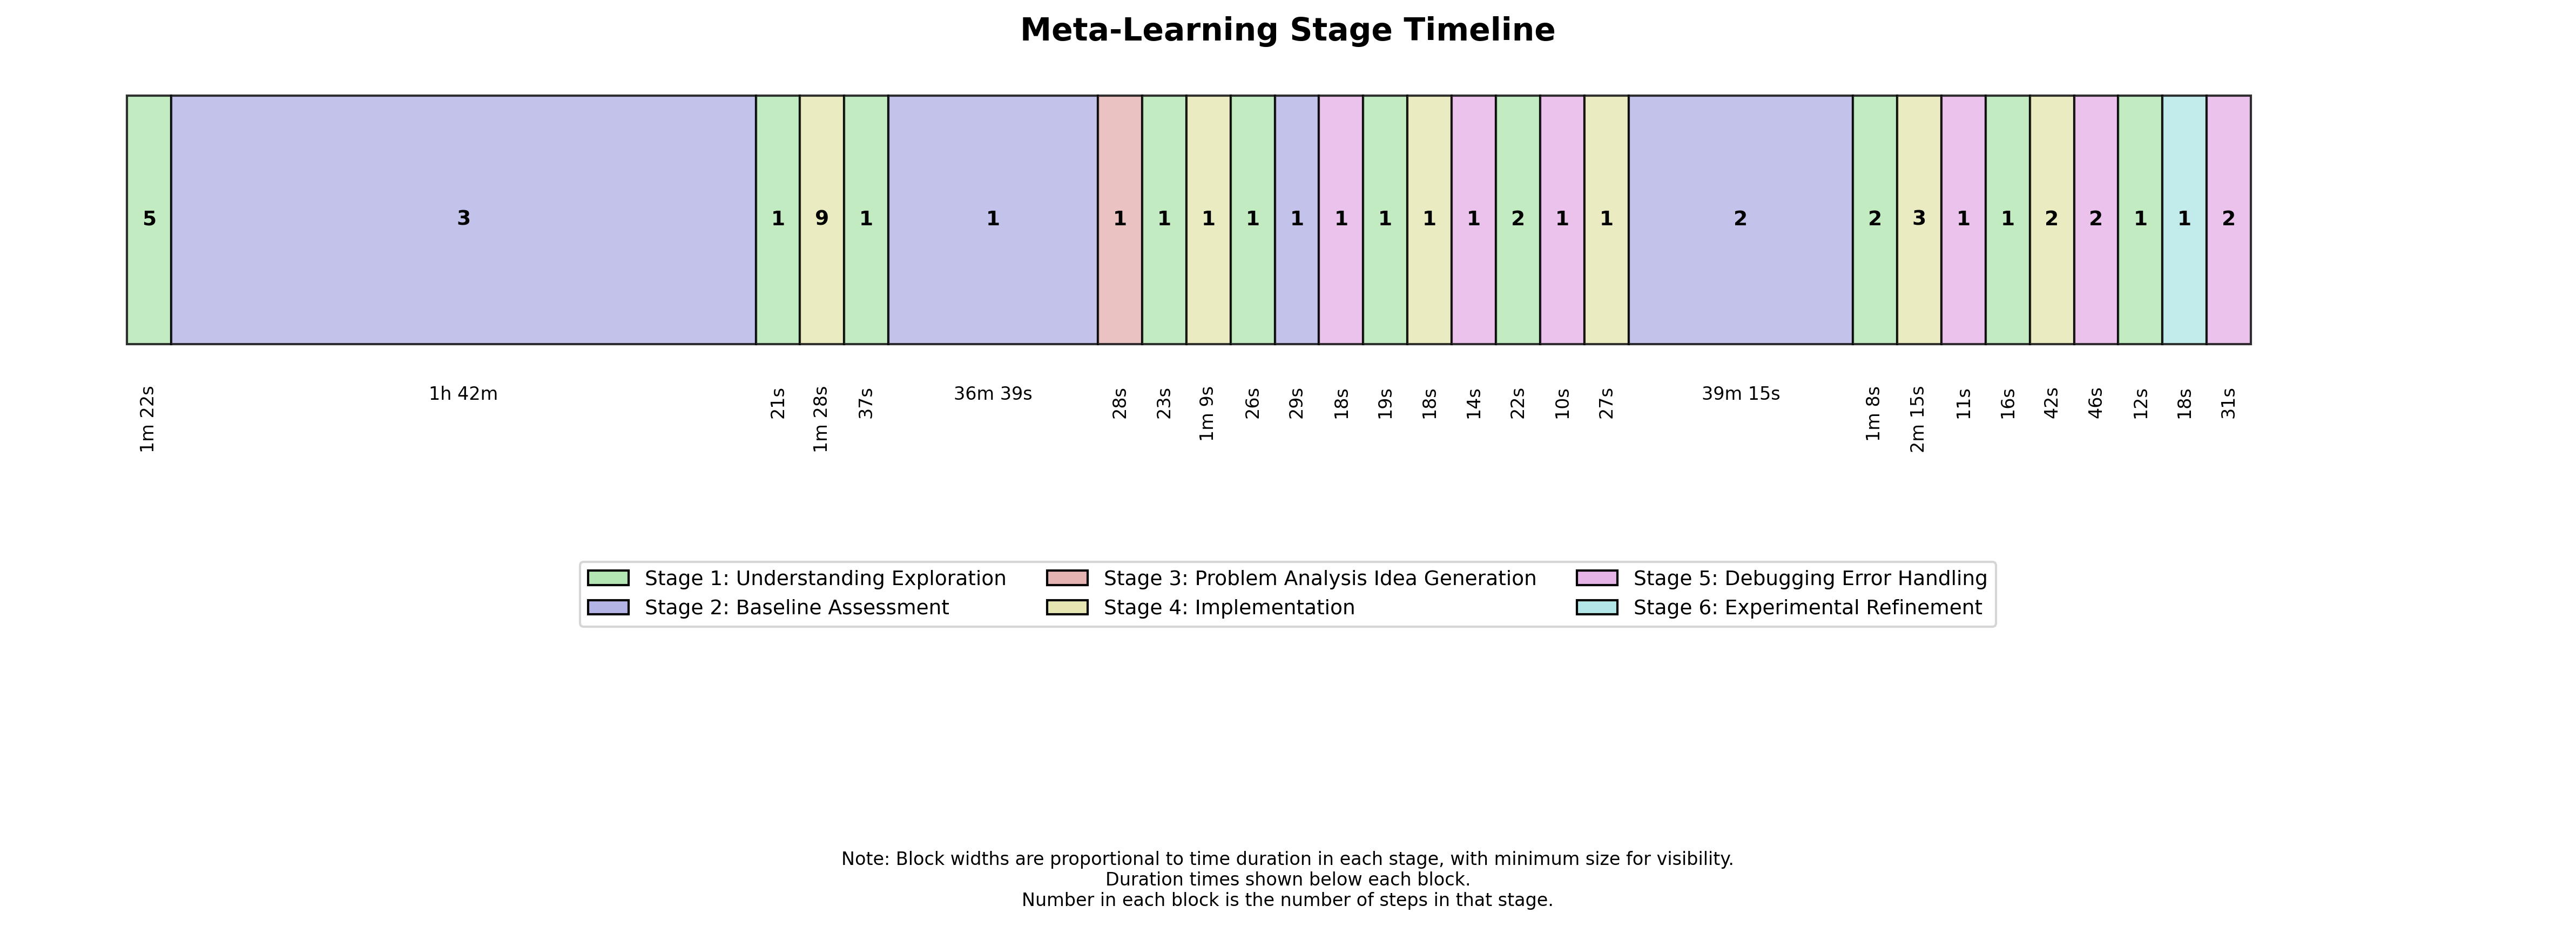 Meta-Learning Stage Timeline
5 3 1 9 1 1 1 1 1 1 1 1 1 1 1 2 1 1 2 2 3 1 1 2 2 1 1 2
1m 22s 1h 42m 21s 1m 28s 37s 36m 39s 28s 23s 1m 9s 26s 29s 18s 19s 18s 14s 22s 10s 27s 39m 15s 1m 8s 2m 15s 11s 16s 42s 46s 12s 18s 31s
Stage 1: Understanding Exploration
Stage 2: Baseline Assessment
Stage 3: Problem Analysis Idea Generation
Stage 4: Implementation
Stage 5: Debugging Error Handling
Stage 6: Experimental Refinement
Note: Block widths are proportional to time duration in each stage, with minimum size for visibility.
Duration times shown below each block.
Number in each block is the number of steps in that stage.